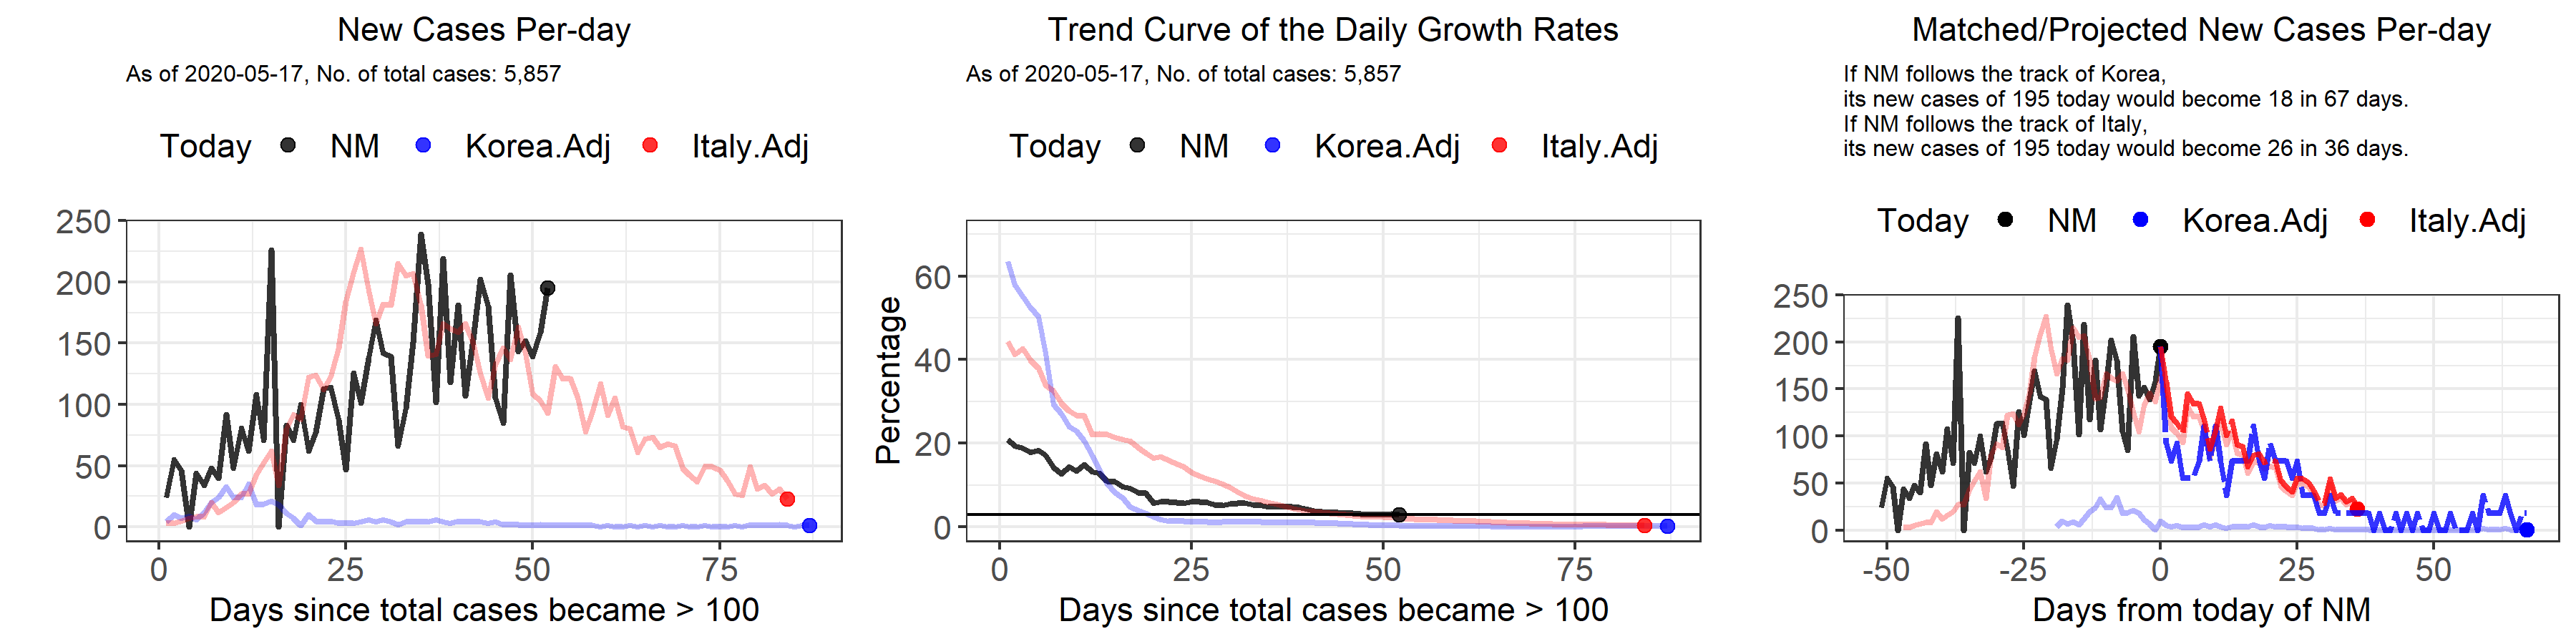 New Cases Per-day
As of 2020-05-17, No. of total cases: 5,857
Today NM Korea.Adj Italy.Adj
250
200
150
100
50
0
0 25 50 75
Days since total cases became > 100
Trend Curve of the Daily Growth Rates
As of 2020-05-17, No. of total cases: 5,857
Today NM Korea.Adj Italy.Adj
Percentage
60
40
20
0
0 25 50 75
Days since total cases became > 100
Matched/Projected New Cases Per-day
If NM follows the track of Korea,
its new cases of 195 today would become 18 in 67 days.
If NM follows the track of Italy,
its new cases of 195 today would become 26 in 36 days.
Today NM Korea.Adj Italy.Adj
250
200
150
100
50
0
-50 -25 0 25 50
Days from today of NM